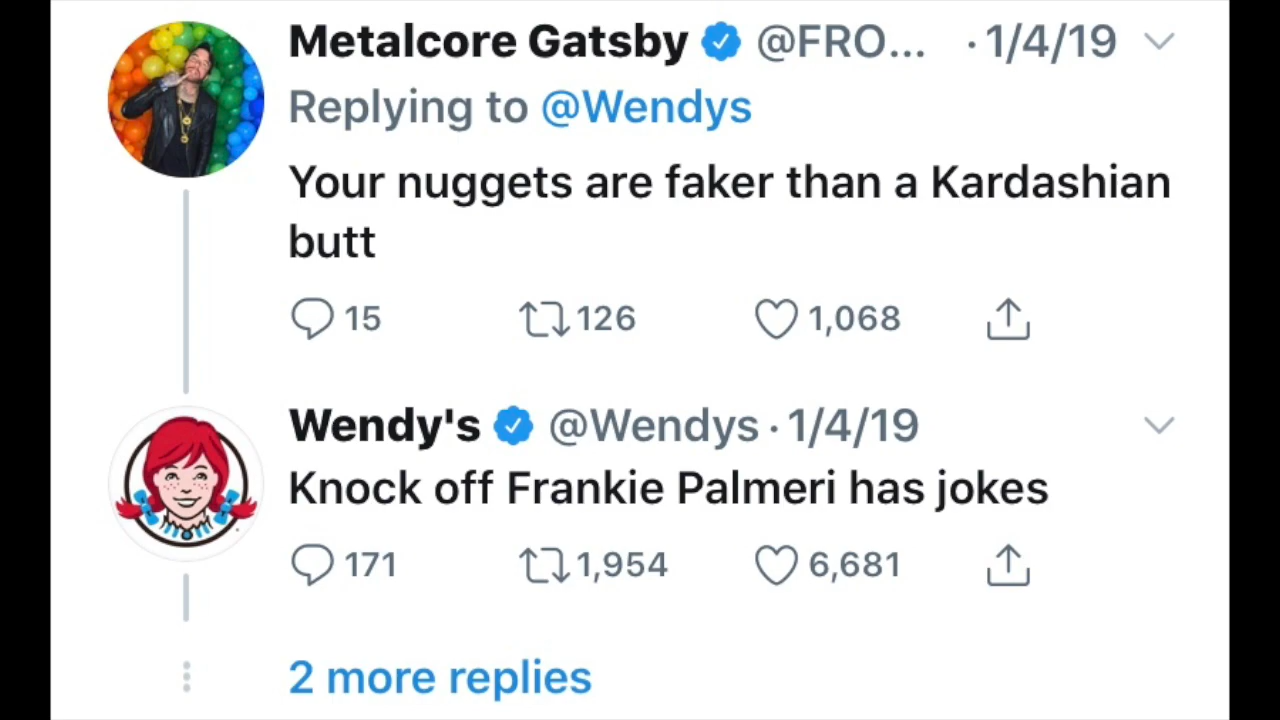 Metalcore Gatsby @FRO... · 1/4/19
Replying to @Wendys
Your nuggets are faker than a Kardashian
butt
15 126 1,068
Wendy's @Wendys · 1/4/19
Knock off Frankie Palmeri has jokes
171 1,954 6,681
2 more replies